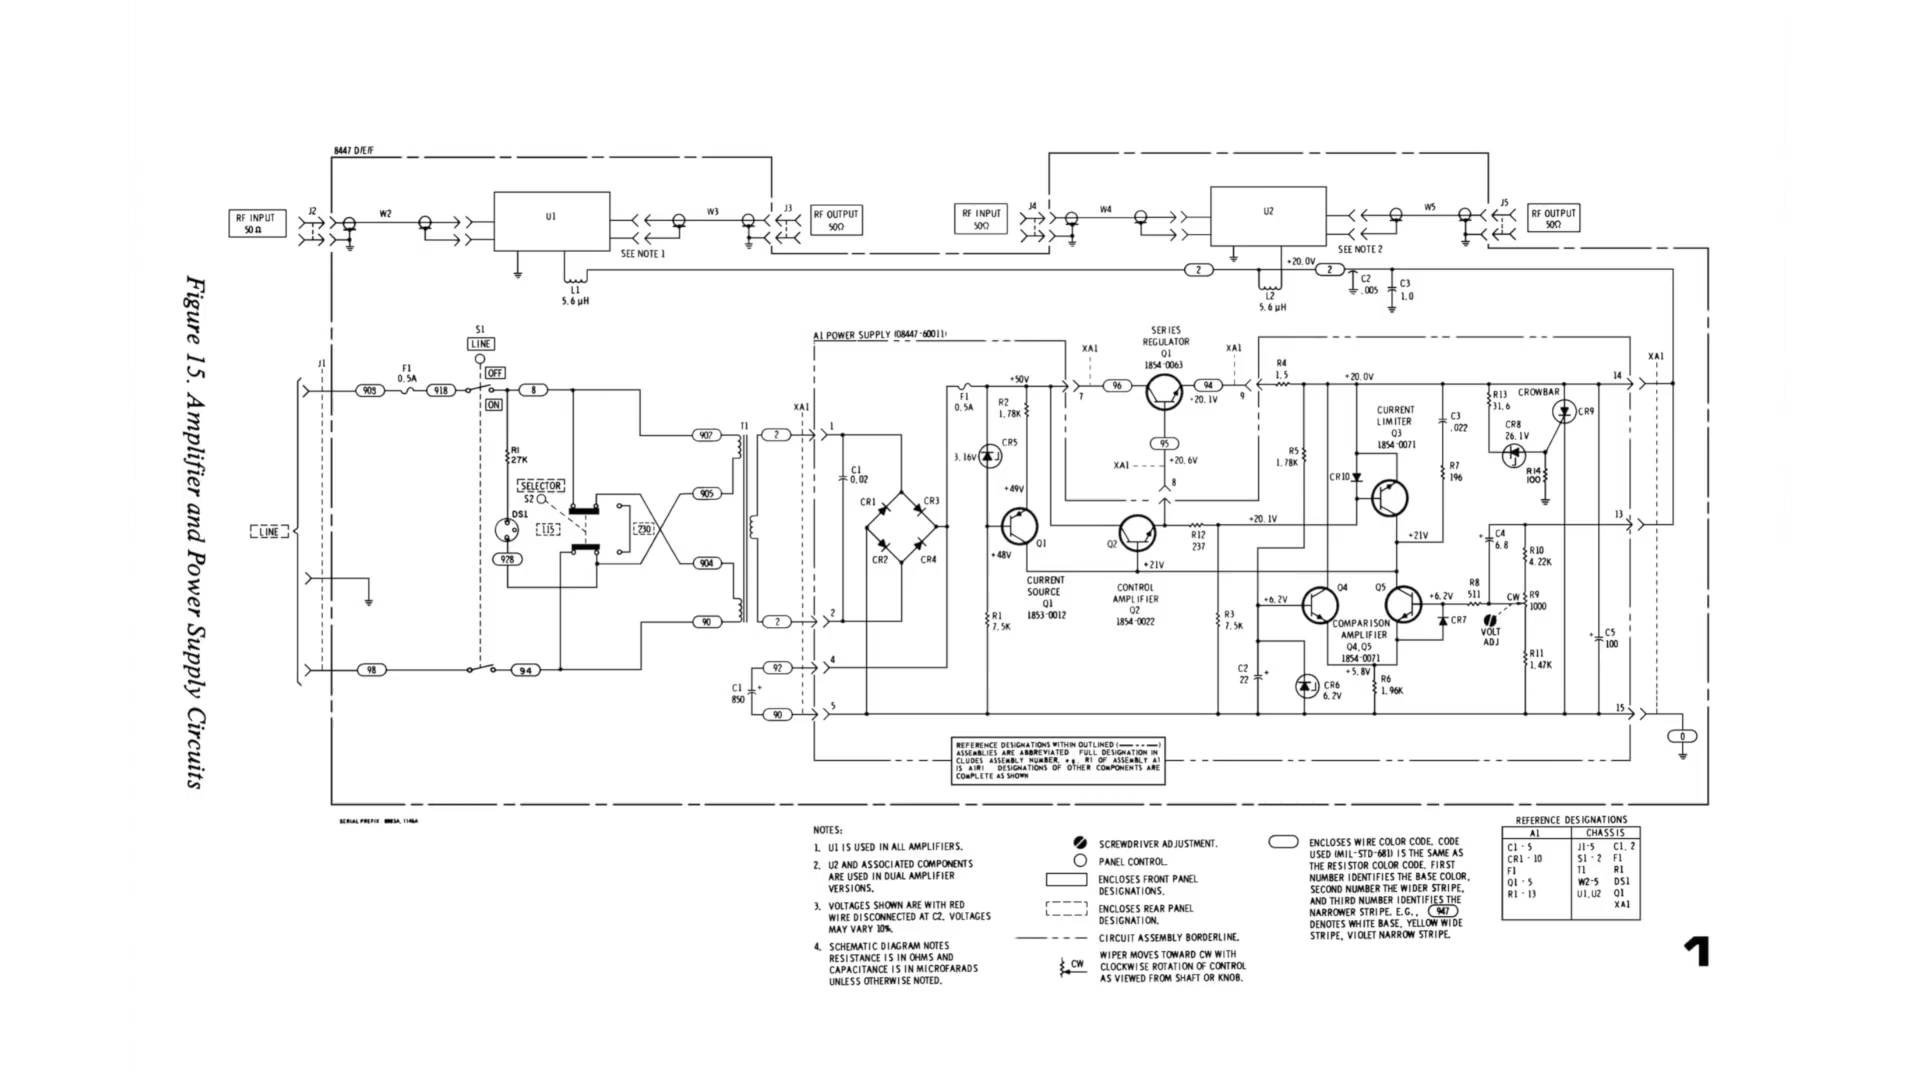 Figure 15. Amplifier and Power Supply Circuits
8447 D/E/F
RF INPUT
50Ω
J2
W2
U1
W3
J3
RF OUTPUT
50Ω
SEE NOTE 1
L1
5.6 μH
RF INPUT
50Ω
J4
W4
U2
W5
J5
RF OUTPUT
50Ω
SEE NOTE 2
2
+20.0V
2
L2
5.6 μH
C2
.005
C3
1.0
LINE
J1
903
F1
0.5A
918
S1
LINE
OFF
ON
8
R1
27K
SELECTOR
S2
DS1
115
230
928
98
94
907
905
904
90
T1
2
2
XA1
1
2
4
5
92
90
C1
850
A1 POWER SUPPLY (08447-60011)
C1
0.02
CR1
CR3
CR2
CR4
F1
0.5A
+50V
R2
1.78K
CR5
3.16V
+49V
+48V
Q1
R1
7.5K
CURRENT
SOURCE
Q1
1853-0012
XA1
7
96
SERIES
REGULATOR
Q1
1854-0063
94
+20.1V
XA1
9
95
XA1
+20.6V
8
Q2
R12
237
+20.1V
+21V
CONTROL
AMPLIFIER
Q2
1854-0022
R3
7.5K
R4
1.5
+20.0V
R5
1.78K
CURRENT
LIMITER
Q3
1854-0071
CR10
C3
.022
R7
196
+21V
R13
31.6
CROWBAR
CR9
CR8
26.1V
R14
100
XA1
14
13
15
+6.2V
Q4
Q5
COMPARISON
AMPLIFIER
Q4,Q5
1854-0071
+5.8V
+6.2V
R8
511
CR7
C4
6.8
CW
VOLT
ADJ
R10
4.22K
R9
1000
R11
1.47K
C5
100
C2
22
CR6
6.2V
R6
1.96K
0
REFERENCE DESIGNATIONS WITHIN OUTLINED (— - - —)
ASSEMBLIES ARE ABBREVIATED FULL DESIGNATION IN
CLUDES ASSEMBLY NUMBER, e.g. R1 OF ASSEMBLY A1
IS A1R1 DESIGNATIONS OF OTHER COMPONENTS ARE
COMPLETE AS SHOWN
SERIAL PREFIX 1146A
NOTES:
1. U1 IS USED IN ALL AMPLIFIERS.
2. U2 AND ASSOCIATED COMPONENTS
ARE USED IN DUAL AMPLIFIER
VERSIONS.
3. VOLTAGES SHOWN ARE WITH RED
WIRE DISCONNECTED AT C2. VOLTAGES
MAY VARY 10%.
4. SCHEMATIC DIAGRAM NOTES
RESISTANCE IS IN OHMS AND
CAPACITANCE IS IN MICROFARADS
UNLESS OTHERWISE NOTED.
SCREWDRIVER ADJUSTMENT.
PANEL CONTROL.
ENCLOSES FRONT PANEL
DESIGNATIONS.
ENCLOSES REAR PANEL
DESIGNATION.
CIRCUIT ASSEMBLY BORDERLINE.
CW
WIPER MOVES TOWARD CW WITH
CLOCKWISE ROTATION OF CONTROL
AS VIEWED FROM SHAFT OR KNOB.
ENCLOSES WIRE COLOR CODE. CODE
USED (MIL-STD-681) IS THE SAME AS
THE RESISTOR COLOR CODE. FIRST
NUMBER IDENTIFIES THE BASE COLOR,
SECOND NUMBER THE WIDER STRIPE,
AND THIRD NUMBER IDENTIFIES THE
NARROWER STRIPE. E.G., 947
DENOTES WHITE BASE, YELLOW WIDE
STRIPE, VIOLET NARROW STRIPE.
REFERENCE DESIGNATIONS
A1 CHASSIS
C1 - 5 J1-5 C1, 2
CR1 - 10 S1 - 2 F1
F1 T1 R1
Q1 - 5 W2-5 DS1
R1 - 13 U1,U2 Q1
XA1
1